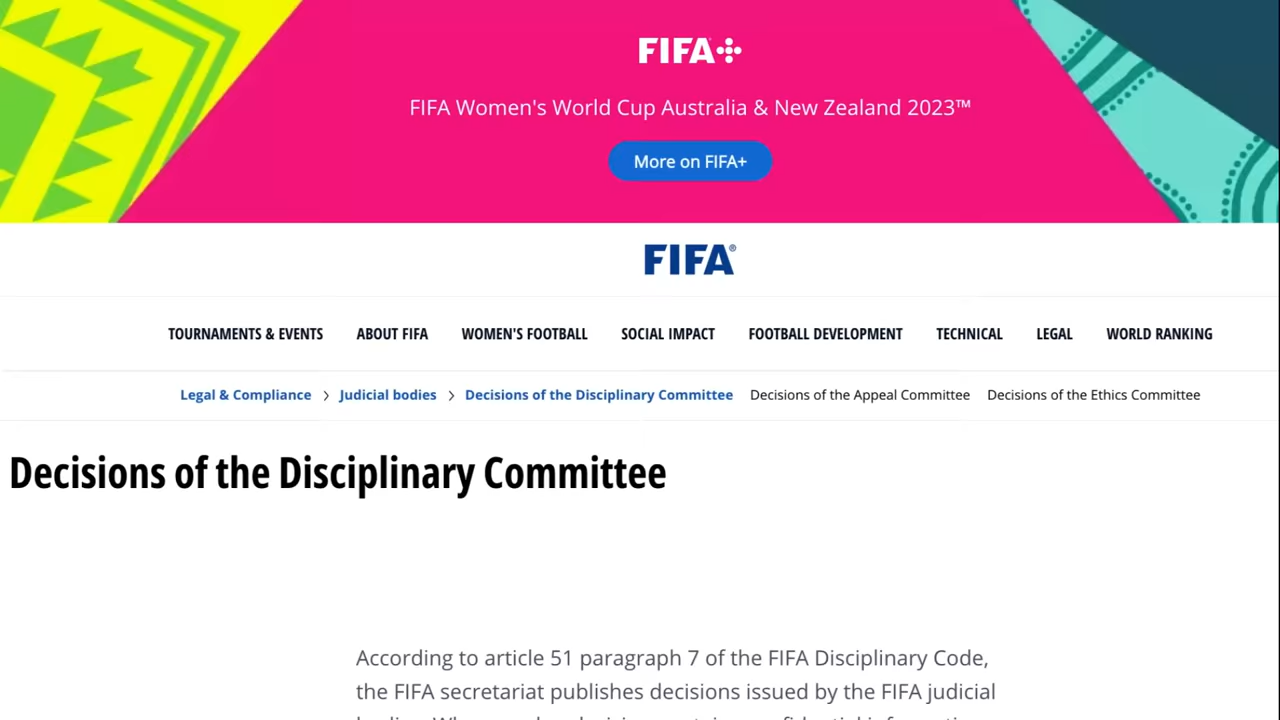 FIFA+
FIFA Women's World Cup Australia & New Zealand 2023™
More on FIFA+
FIFA®
TOURNAMENTS & EVENTS ABOUT FIFA WOMEN'S FOOTBALL SOCIAL IMPACT FOOTBALL DEVELOPMENT TECHNICAL LEGAL WORLD RANKING
Legal & Compliance > Judicial bodies > Decisions of the Disciplinary Committee Decisions of the Appeal Committee Decisions of the Ethics Committee
Decisions of the Disciplinary Committee
According to article 51 paragraph 7 of the FIFA Disciplinary Code,
the FIFA secretariat publishes decisions issued by the FIFA judicial